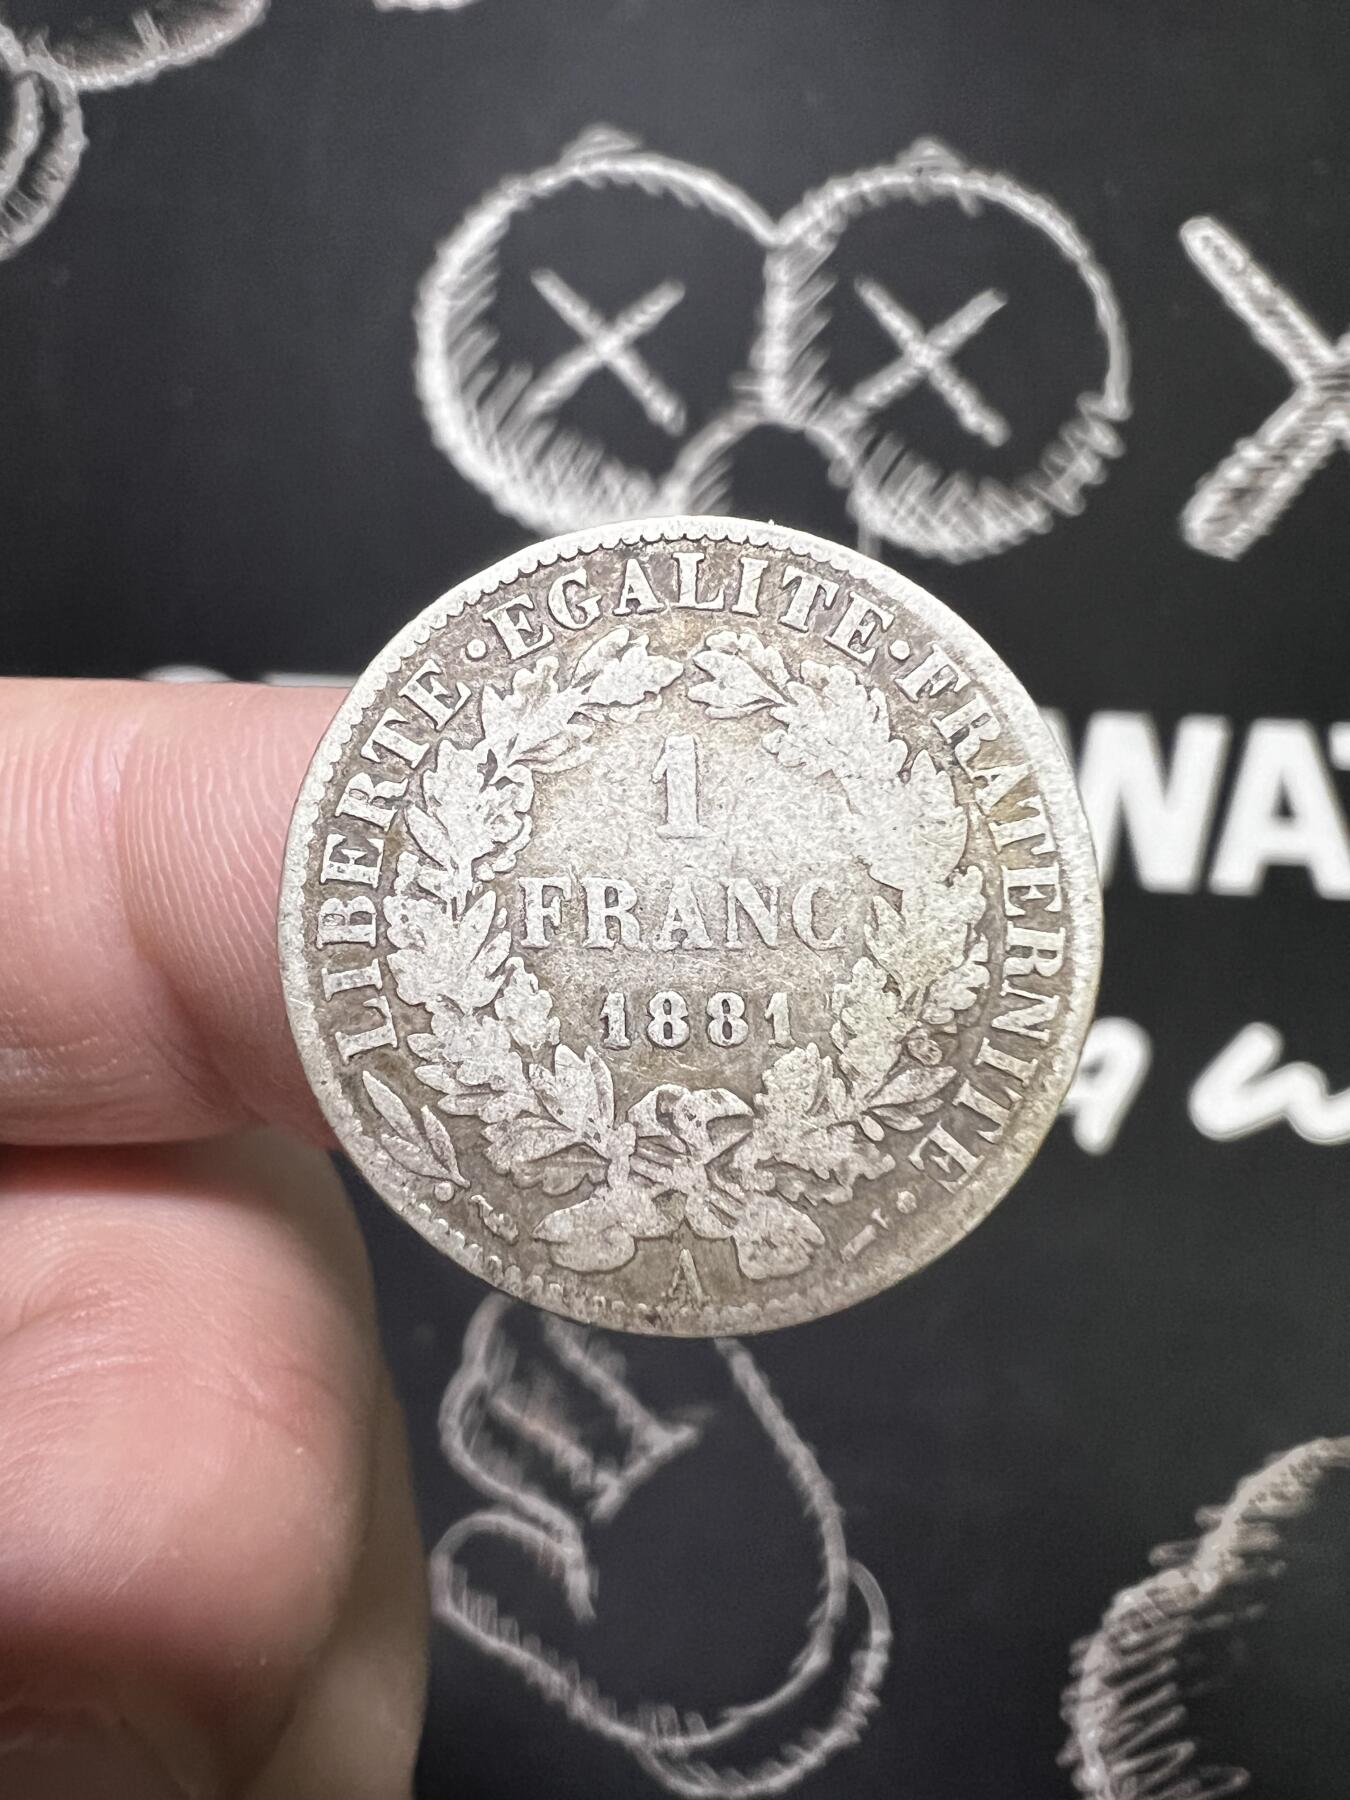 LIBERTE · EGALITE · FRATERNITE
1
FRANC
1881
A